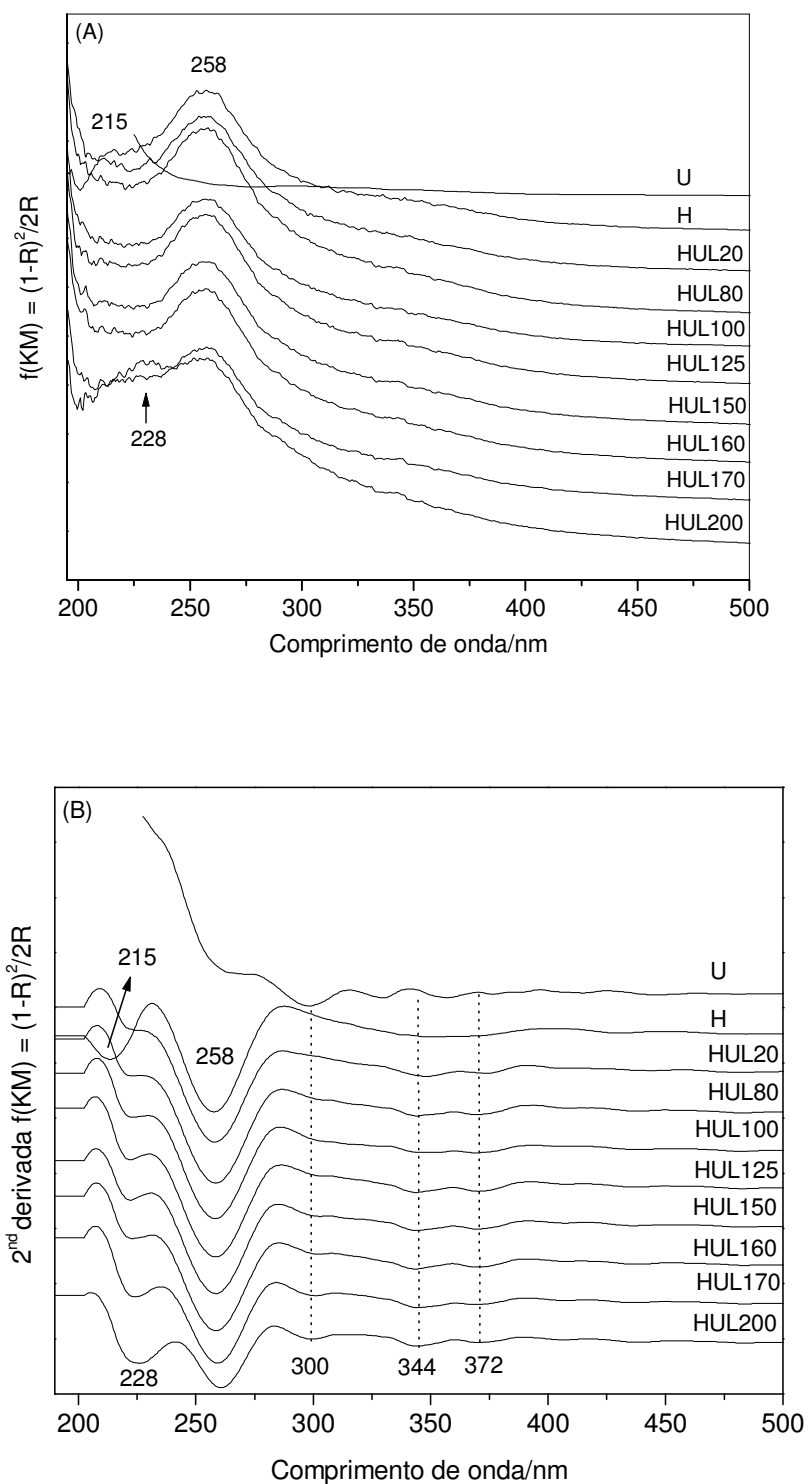 (A)
258
215
U
H
HUL20
HUL80
HUL100
HUL125
HUL150
HUL160
HUL170
HUL200
228
f(KM) = (1-R)²/2R
200 250 300 350 400 450 500
Comprimento de onda/nm
(B)
215
258
U
H
HUL20
HUL80
HUL100
HUL125
HUL150
HUL160
HUL170
HUL200
228
300 344 372
2ⁿᵈ derivada f(KM) = (1-R)²/2R
200 250 300 350 400 450 500
Comprimento de onda/nm